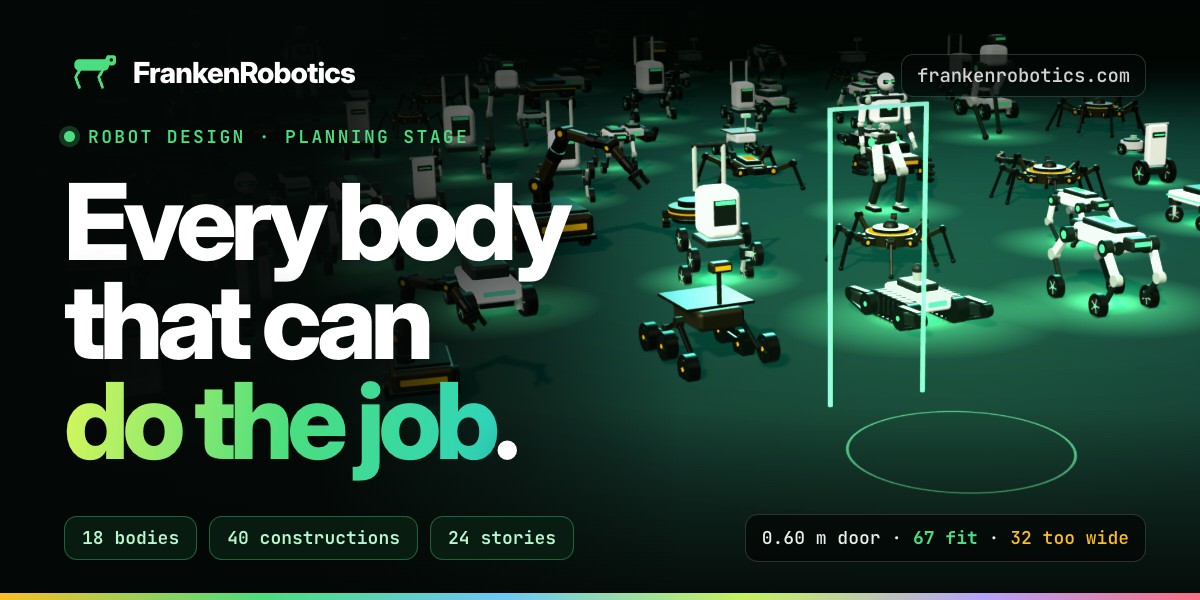 FrankenRobotics
frankenrobotics.com
ROBOT DESIGN · PLANNING STAGE
Every body
that can
do the job.
18 bodies
40 constructions
24 stories
0.60 m door · 67 fit · 32 too wide